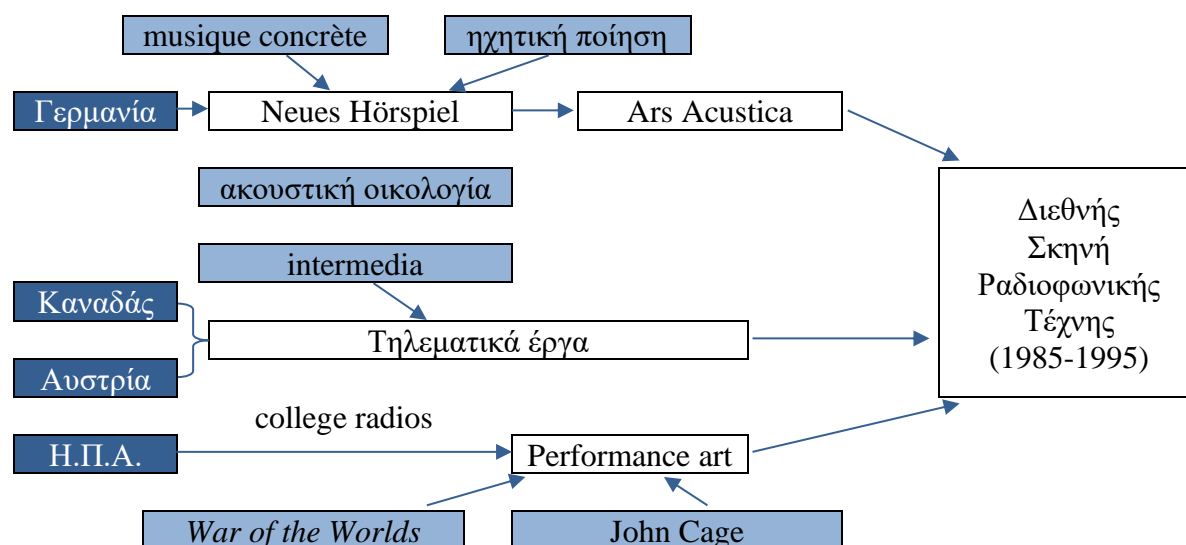 musique concrète
ηχητική ποίηση
Γερμανία
Neues Hörspiel
Ars Acustica
ακουστική οικολογία
Διεθνής
Σκηνή
Ραδιοφωνικής
Τέχνης
(1985-1995)
intermedia
Καναδάς
Τηλεματικά έργα
Αυστρία
college radios
Η.Π.Α.
Performance art
War of the Worlds
John Cage